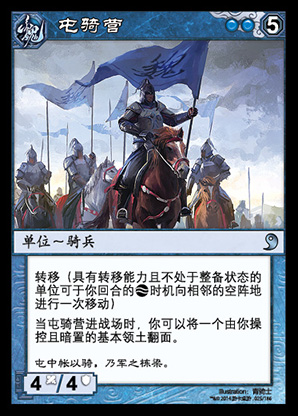 屯骑营
5
单位～骑兵
转移（具有转移能力且不处于整备状态的
单位可于你回合的时机向相邻的空阵地
进行一次移动）
当屯骑营进战场时，你可以将一个由你操
控且暗置的基本领土翻面。
屯中帐以骑，乃军之栋梁。
4/4
Illustration: 青骑士